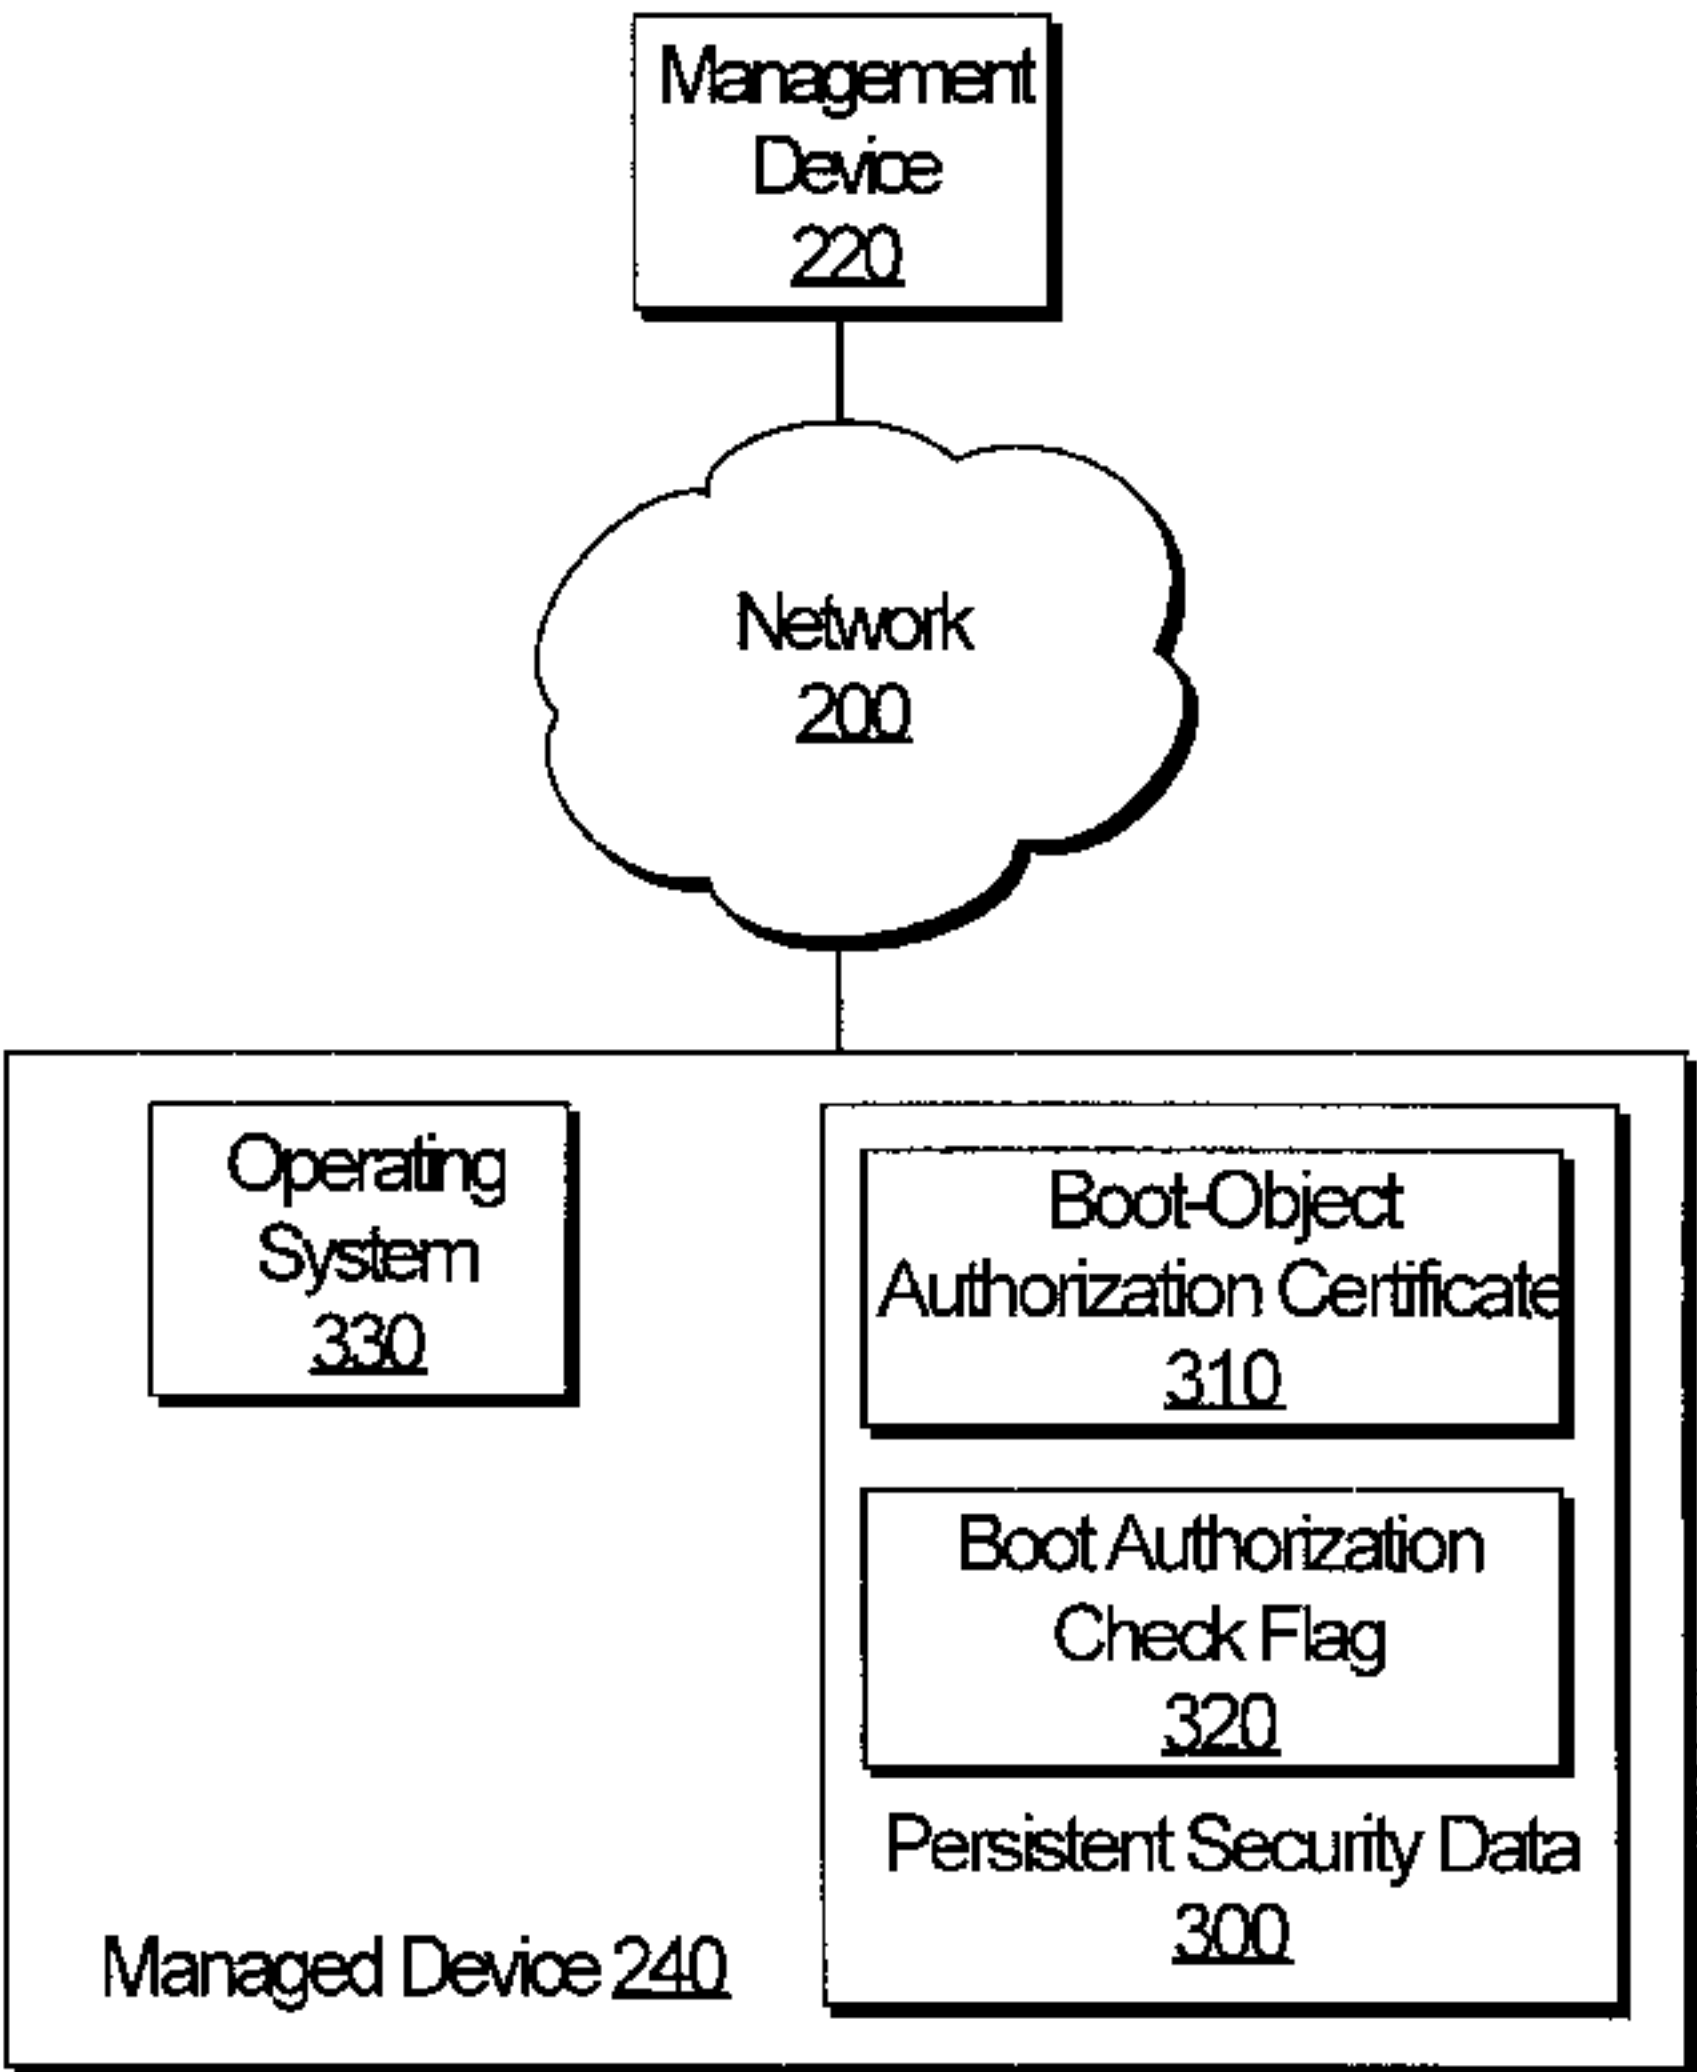 Management
Device
220
Network
200
Operating
System
330
Boot-Object
Authorization Certificate
310
Boot Authorization
Check Flag
320
Persistent Security Data
300
Managed Device 240